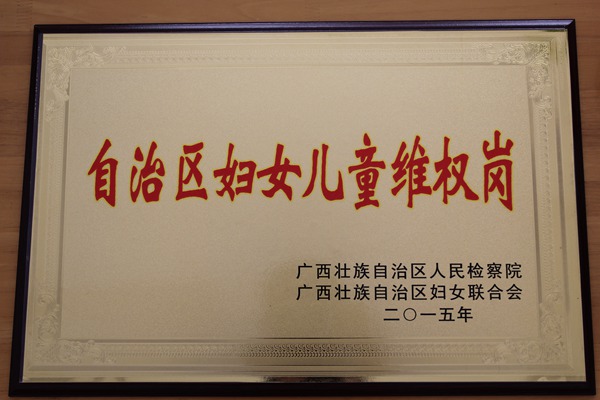 自治区妇女儿童维权岗
广西壮族自治区人民检察院
广西壮族自治区妇女联合会
二〇一五年